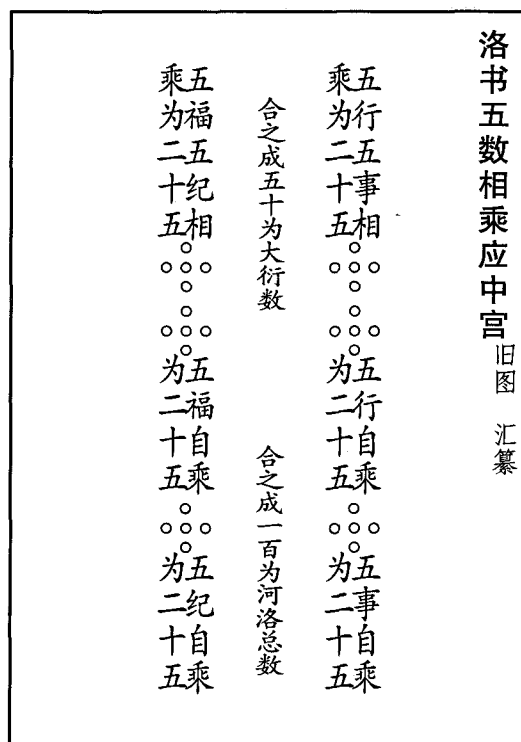 洛书五数相乘应中宫
旧图 汇纂
五行五事相
乘为二十五
五行自乘
为二十五
五事自乘
为二十五
合之成五十为大衍数
合之成一百为河洛总数
五福五纪相
乘为二十五
五福自乘
为二十五
五纪自乘
为二十五